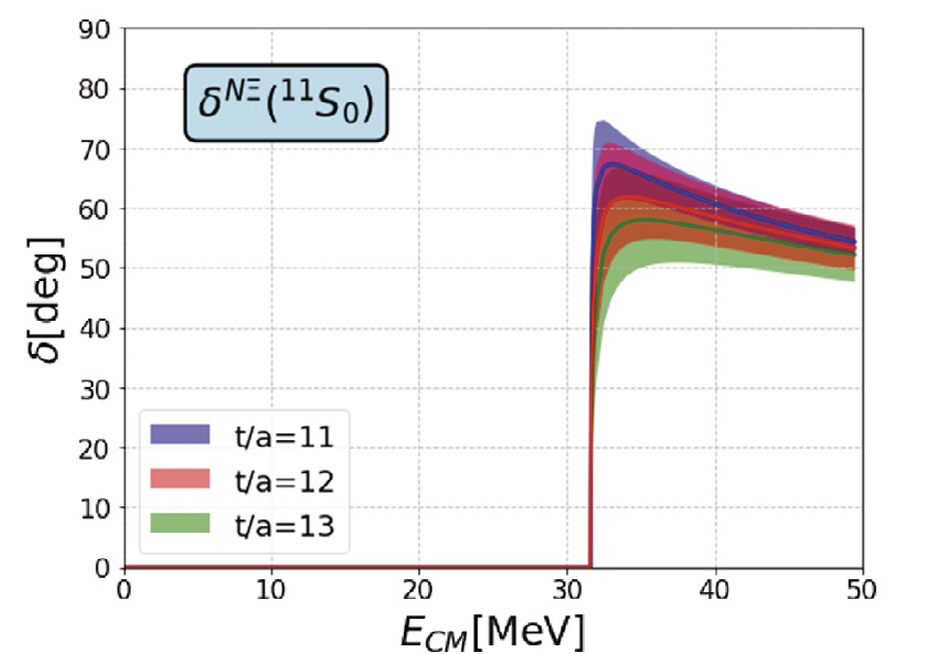 90
80
70
60
50
40
30
20
10
0
δ[deg]
δ^{NΞ}(^{11}S_0)
t/a=11
t/a=12
t/a=13
0 10 20 30 40 50
E_{CM}[MeV]